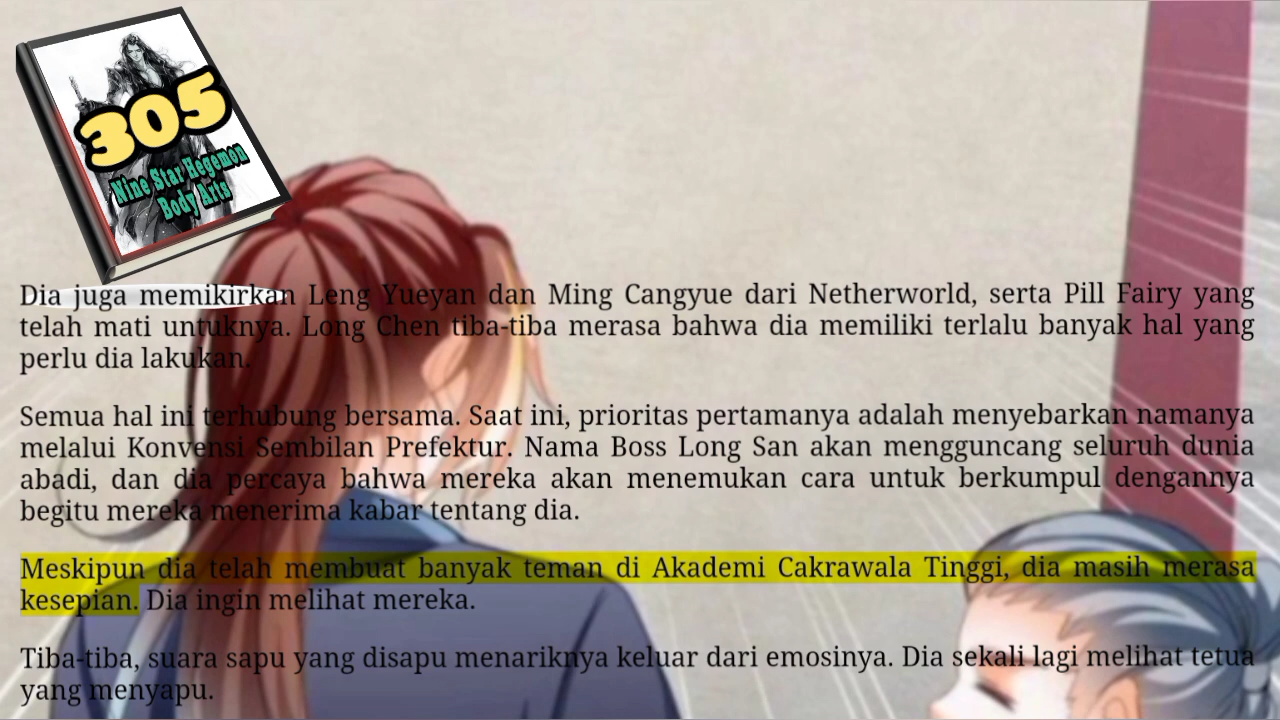 305
Nine Star Hegemon
Body Arts
Dia juga memikirkan Leng Yueyan dan Ming Cangyue dari Netherworld, serta Pill Fairy yang
telah mati untuknya. Long Chen tiba-tiba merasa bahwa dia memiliki terlalu banyak hal yang
perlu dia lakukan.
Semua hal ini terhubung bersama. Saat ini, prioritas pertamanya adalah menyebarkan namanya
melalui Konvensi Sembilan Prefektur. Nama Boss Long San akan mengguncang seluruh dunia
abadi, dan dia percaya bahwa mereka akan menemukan cara untuk berkumpul dengannya
begitu mereka menerima kabar tentang dia.
Meskipun dia telah membuat banyak teman di Akademi Cakrawala Tinggi, dia masih merasa
kesepian. Dia ingin melihat mereka.
Tiba-tiba, suara sapu yang disapu menariknya keluar dari emosinya. Dia sekali lagi melihat tetua
yang menyapu.